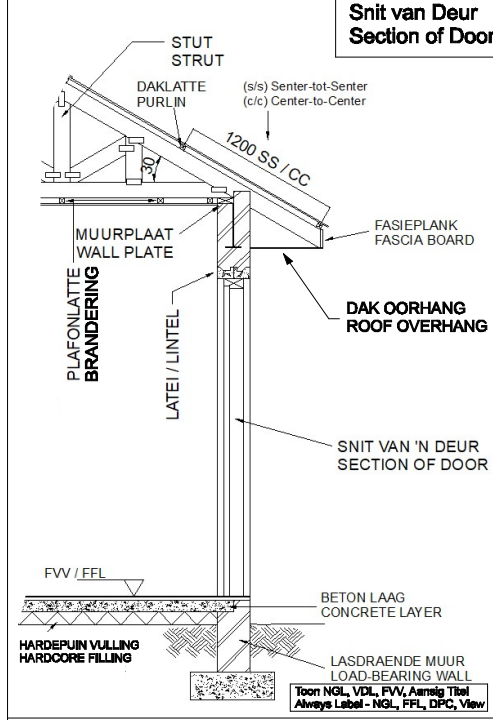 Snit van Deur
Section of Door
STUT
STRUT
DAKLATTE
PURLIN
(s/s) Senter-tot-Senter
(c/c) Center-to-Center
1200 SS / CC
30
MUURPLAAT
WALL PLATE
FASIEPLANK
FASCIA BOARD
PLAFONLATTE
BRANDERING
LATEI / LINTEL
DAK OORHANG
ROOF OVERHANG
SNIT VAN 'N DEUR
SECTION OF DOOR
FVV / FFL
BETON LAAG
CONCRETE LAYER
HARDEPUIN VULLING
HARDCORE FILLING
LASDRAENDE MUUR
LOAD-BEARING WALL
Toon NGL, VDL, FVV, Aansig Titel
Always Label - NGL, FFL, DPC, View